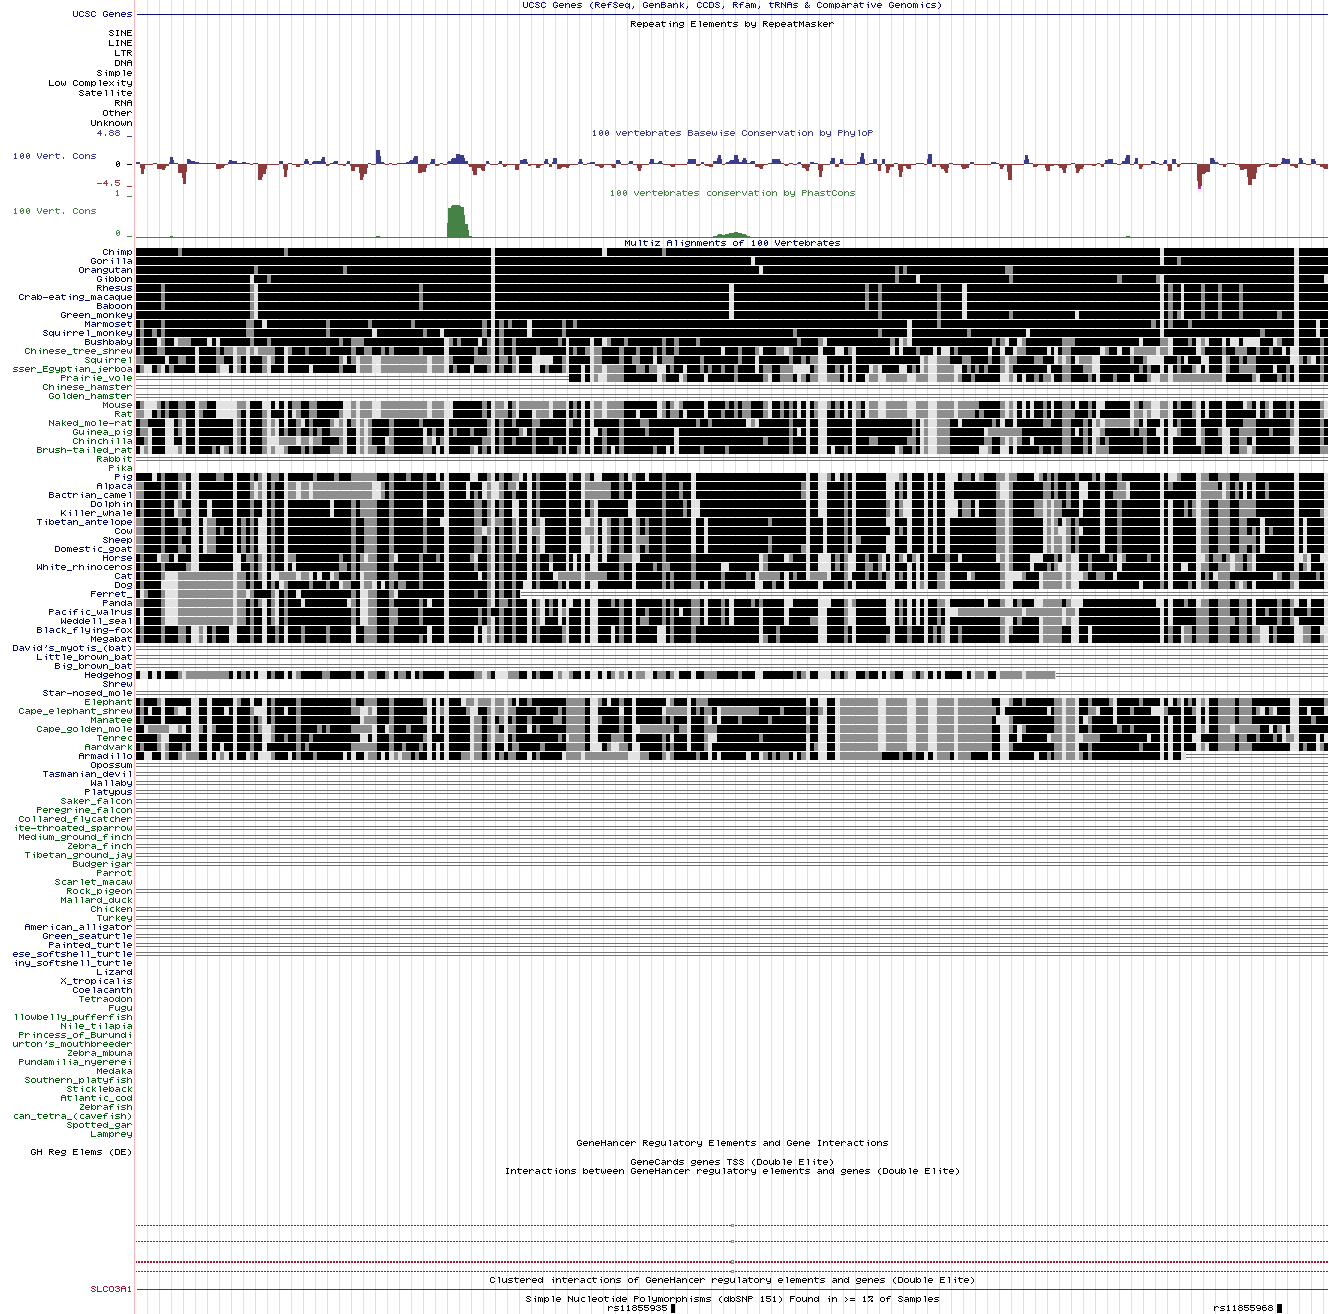 UCSC Genes (RefSeq, GenBank, CCDS, Rfam, tRNAs & Comparative Genomics)
UCSC Genes
Repeating Elements by RepeatMasker
SINE
LINE
LTR
DNA
Simple
Low Complexity
Satellite
RNA
Other
Unknown
4.88 _
100 vertebrates Basewise Conservation by PhyloP
100 Vert. Cons
0 _
-4.5 _
100 vertebrates conservation by PhastCons
1 _
100 Vert. Cons
0 _
Multiz Alignments of 100 Vertebrates
Chimp
Gorilla
Orangutan
Gibbon
Rhesus
Crab-eating_macaque
Baboon
Green_monkey
Marmoset
Squirrel_monkey
Bushbaby
Chinese_tree_shrew
Squirrel
sser_Egyptian_jerboa
Prairie_vole
Chinese_hamster
Golden_hamster
Mouse
Rat
Naked_mole-rat
Guinea_pig
Chinchilla
Brush-tailed_rat
Rabbit
Pika
Pig
Alpaca
Bactrian_camel
Dolphin
Killer_whale
Tibetan_antelope
Cow
Sheep
Domestic_goat
Horse
White_rhinoceros
Cat
Dog
Ferret_
Panda
Pacific_walrus
Weddell_seal
Black_flying-fox
Megabat
David's_myotis_(bat)
Little_brown_bat
Big_brown_bat
Hedgehog
Shrew
Star-nosed_mole
Elephant
Cape_elephant_shrew
Manatee
Cape_golden_mole
Tenrec
Aardvark
Armadillo
Opossum
Tasmanian_devil
Wallaby
Platypus
Saker_falcon
Peregrine_falcon
Collared_flycatcher
ite-throated_sparrow
Medium_ground_finch
Zebra_finch
Tibetan_ground_jay
Budgerigar
Parrot
Scarlet_macaw
Rock_pigeon
Mallard_duck
Chicken
Turkey
American_alligator
Green_seaturtle
Painted_turtle
ese_softshell_turtle
iny_softshell_turtle
Lizard
X_tropicalis
Coelacanth
Tetraodon
Fugu
llowbelly_pufferfish
Nile_tilapia
Princess_of_Burundi
urton's_mouthbreeder
Zebra_mbuna
Pundamilia_nyererei
Medaka
Southern_platyfish
Stickleback
Atlantic_cod
Zebrafish
can_tetra_(cavefish)
Spotted_gar
Lamprey
GeneHancer Regulatory Elements and Gene Interactions
GH Reg Elems (DE)
GeneCards genes TSS (Double Elite)
Interactions between GeneHancer regulatory elements and genes (Double Elite)
Clustered interactions of GeneHancer regulatory elements and genes (Double Elite)
SLCO3A1
Simple Nucleotide Polymorphisms (dbSNP 151) Found in >= 1% of Samples
rs11855935 rs11855968